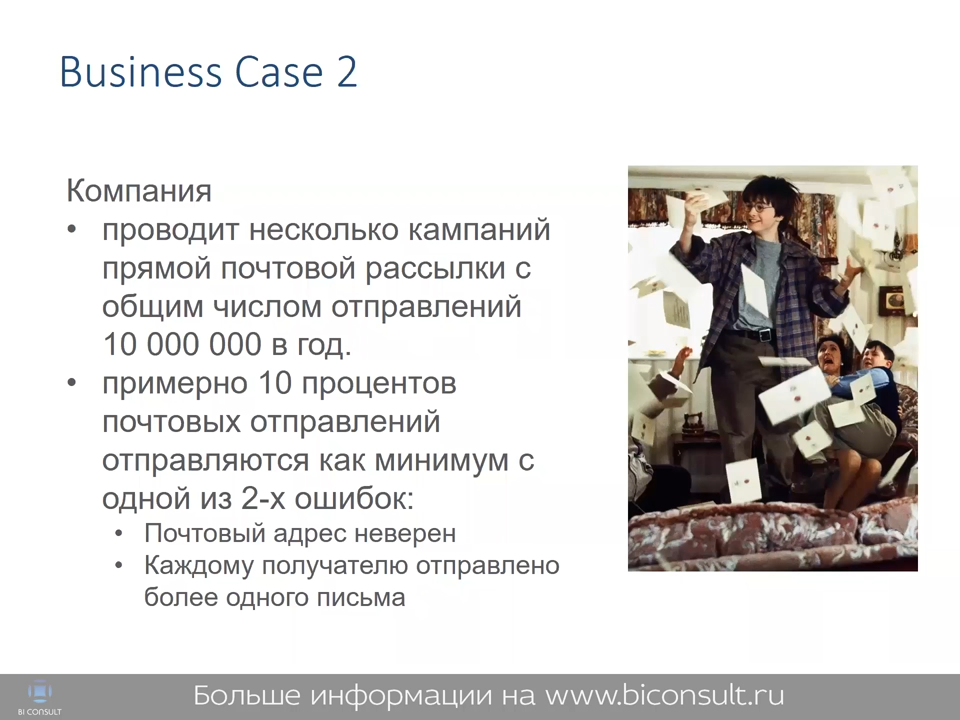 Business Case 2
Компания
• проводит несколько кампаний
прямой почтовой рассылки с
общим числом отправлений
10 000 000 в год.
• примерно 10 процентов
почтовых отправлений
отправляются как минимум с
одной из 2-х ошибок:
• Почтовый адрес неверен
• Каждому получателю отправлено
более одного письма
BI CONSULT
Больше информации на www.biconsult.ru